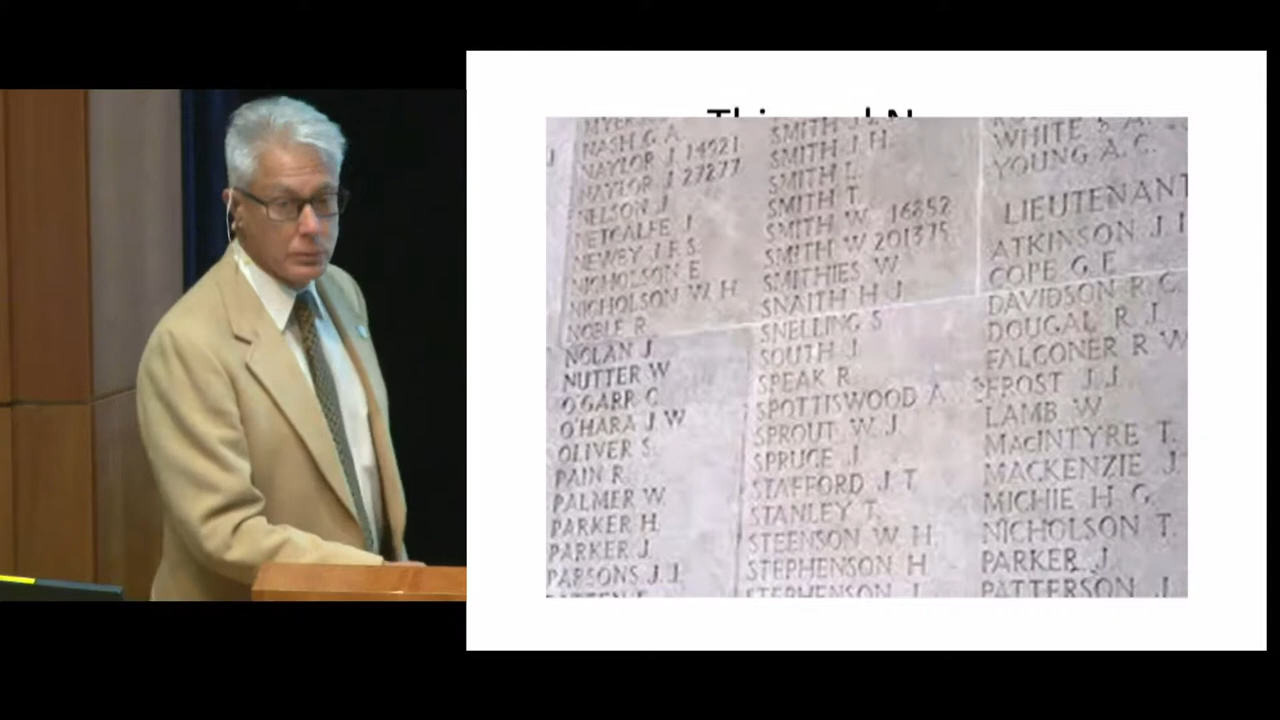 NASH G A.
NAYLOR J 14921
NAYLOR J 27277
NELSON J
METCALFE J
NEWEY J.F.S.
NICHOLSON E
NICHOLSON W. H
NOBLE R.
NOLAN J
NUTTER W
O'GARR C.
O'HARA J. W
OLIVER S.
PAIN R.
PALMER W.
PARKER H.
PARKER J.
PARSONS J. J.
SMITH J. H.
SMITH L.
SMITH T.
SMITH W. 16852
SMITH W 201375
SMITHIES W
SNAITH H J
SNELLING S
SOUTH J
SPEAK R.
SPOTTISWOOD A
SPROUT W. J
SPRUCE J
STAFFORD J T
STANLEY T.
STEENSON W. H.
STEPHENSON H
STEPHENSON J.
WHITE
YOUNG A. C.
LIEUTENANT
ATKINSON J
COPE G. E
DAVIDSON R. C.
DOUGAL R. J.
FALCONER R W
FROST J. J
LAMB W
MACINTYRE T.
MACKENZIE J
MICHIE H G.
NICHOLSON T.
PARKER J.
PATTERSON J.